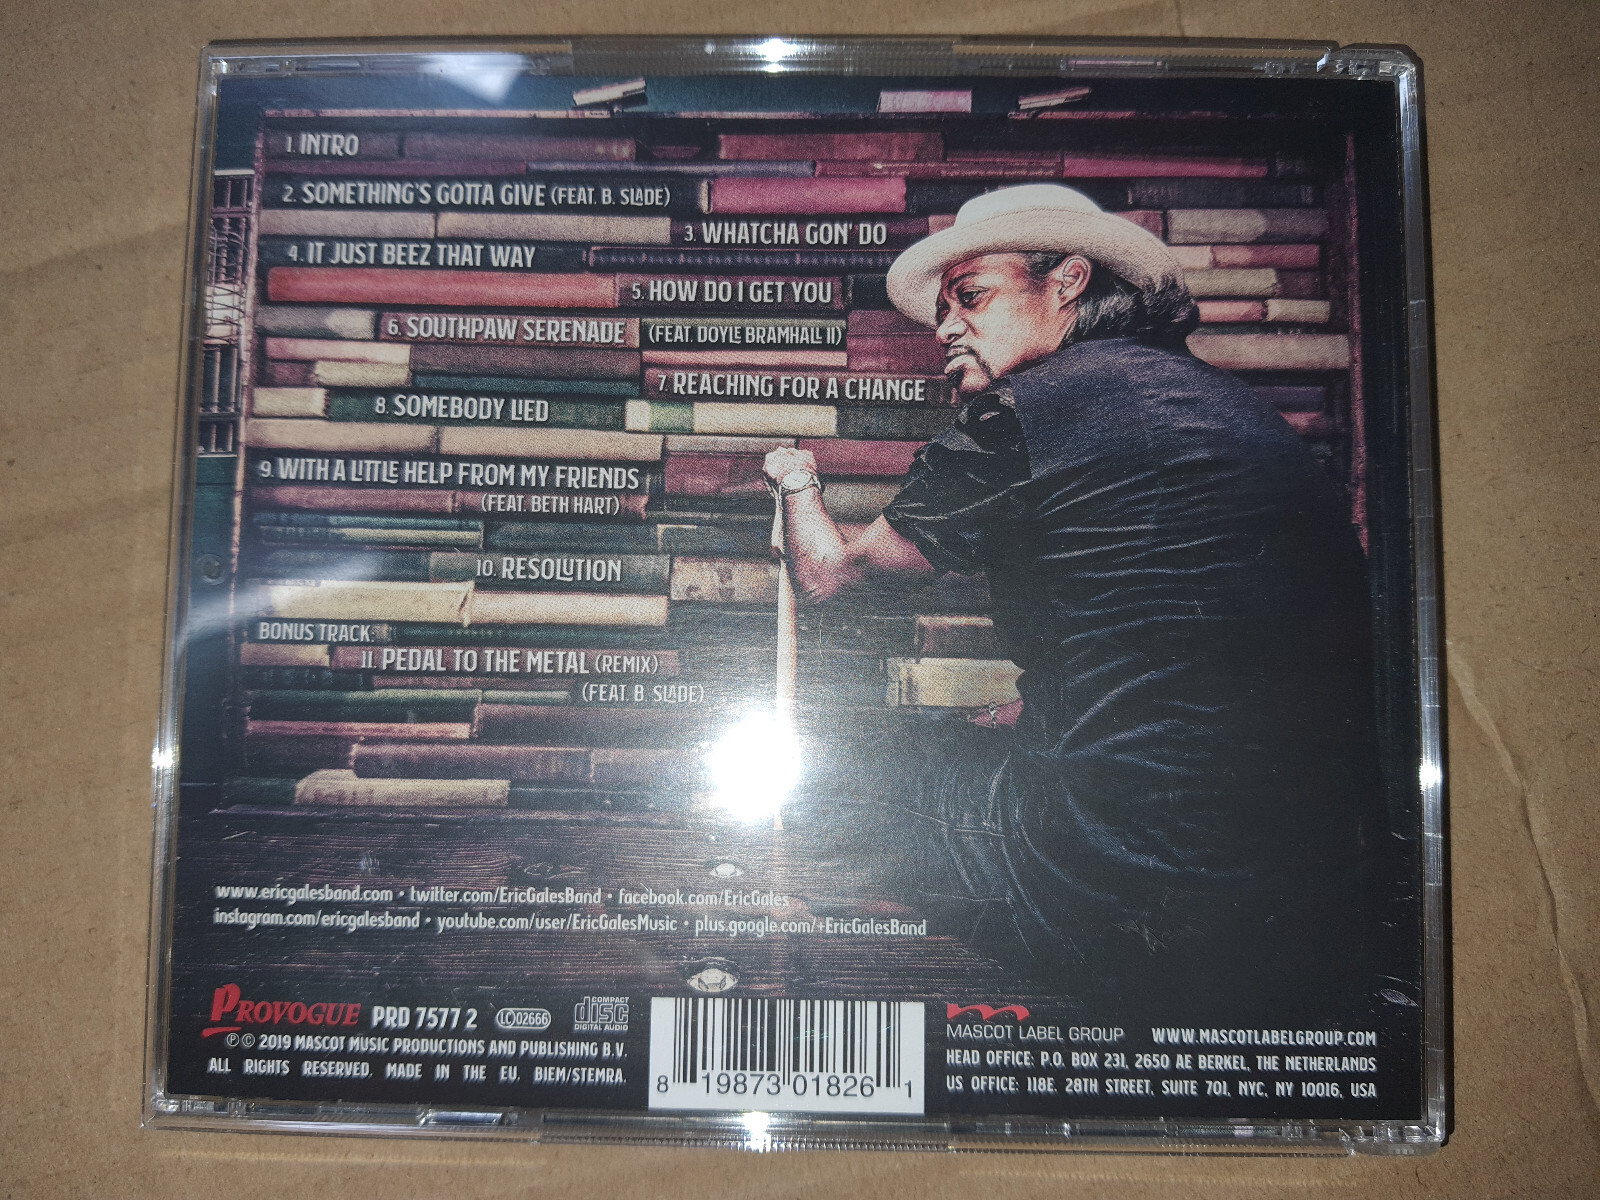 1. INTRO
2. SOMETHING'S GOTTA GIVE (FEAT. B. SLADE)
3. WHATCHA GON' DO
4. IT JUST BEEZ THAT WAY
5. HOW DO I GET YOU
6. SOUTHPAW SERENADE (FEAT. DOYLE BRAMHALL II)
7. REACHING FOR A CHANGE
8. SOMEBODY LIED
9. WITH A LITTLE HELP FROM MY FRIENDS
(FEAT. BETH HART)
10. RESOLUTION
BONUS TRACK:
11. PEDAL TO THE METAL (REMIX)
(FEAT. B. SLADE)
www.ericgalesband.com • twitter.com/EricGalesBand • facebook.com/EricGales
instagram.com/ericgalesband • youtube.com/user/EricGalesMusic • plus.google.com/+EricGalesBand
PROVOGUE PRD 7577 2 LC02666 COMPACT disc DIGITAL AUDIO
℗ © 2019 MASCOT MUSIC PRODUCTIONS AND PUBLISHING B.V.
ALL RIGHTS RESERVED. MADE IN THE EU. BIEM/STEMRA.
8 19873 01826 1
MASCOT LABEL GROUP WWW.MASCOTLABELGROUP.COM
HEAD OFFICE: P.O. BOX 231, 2650 AE BERKEL, THE NETHERLANDS
US OFFICE: 118E. 28TH STREET, SUITE 701, NYC, NY 10016, USA